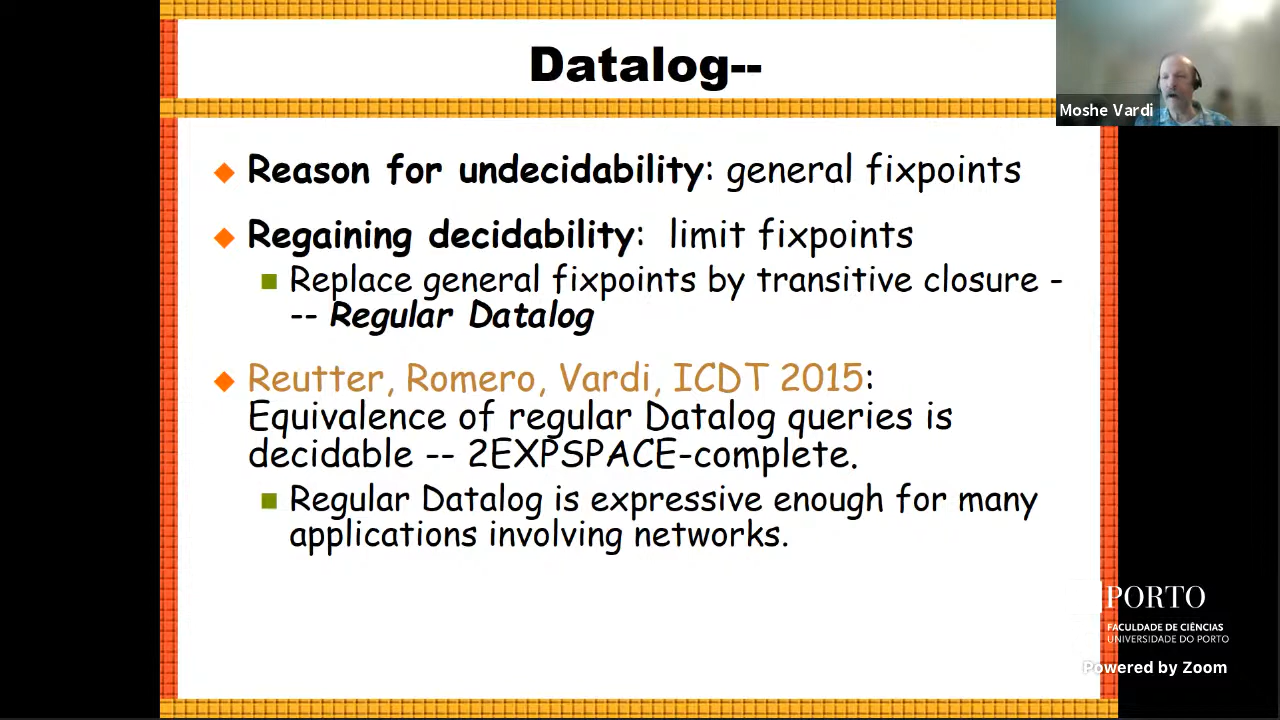 Datalog--
Moshe Vardi
Reason for undecidability: general fixpoints
Regaining decidability: limit fixpoints
Replace general fixpoints by transitive closure -
-- Regular Datalog
Reutter, Romero, Vardi, ICDT 2015:
Equivalence of regular Datalog queries is
decidable -- 2EXPSPACE-complete.
Regular Datalog is expressive enough for many
applications involving networks.
PORTO
FACULDADE DE CIÊNCIAS
UNIVERSIDADE DO PORTO
Powered by Zoom